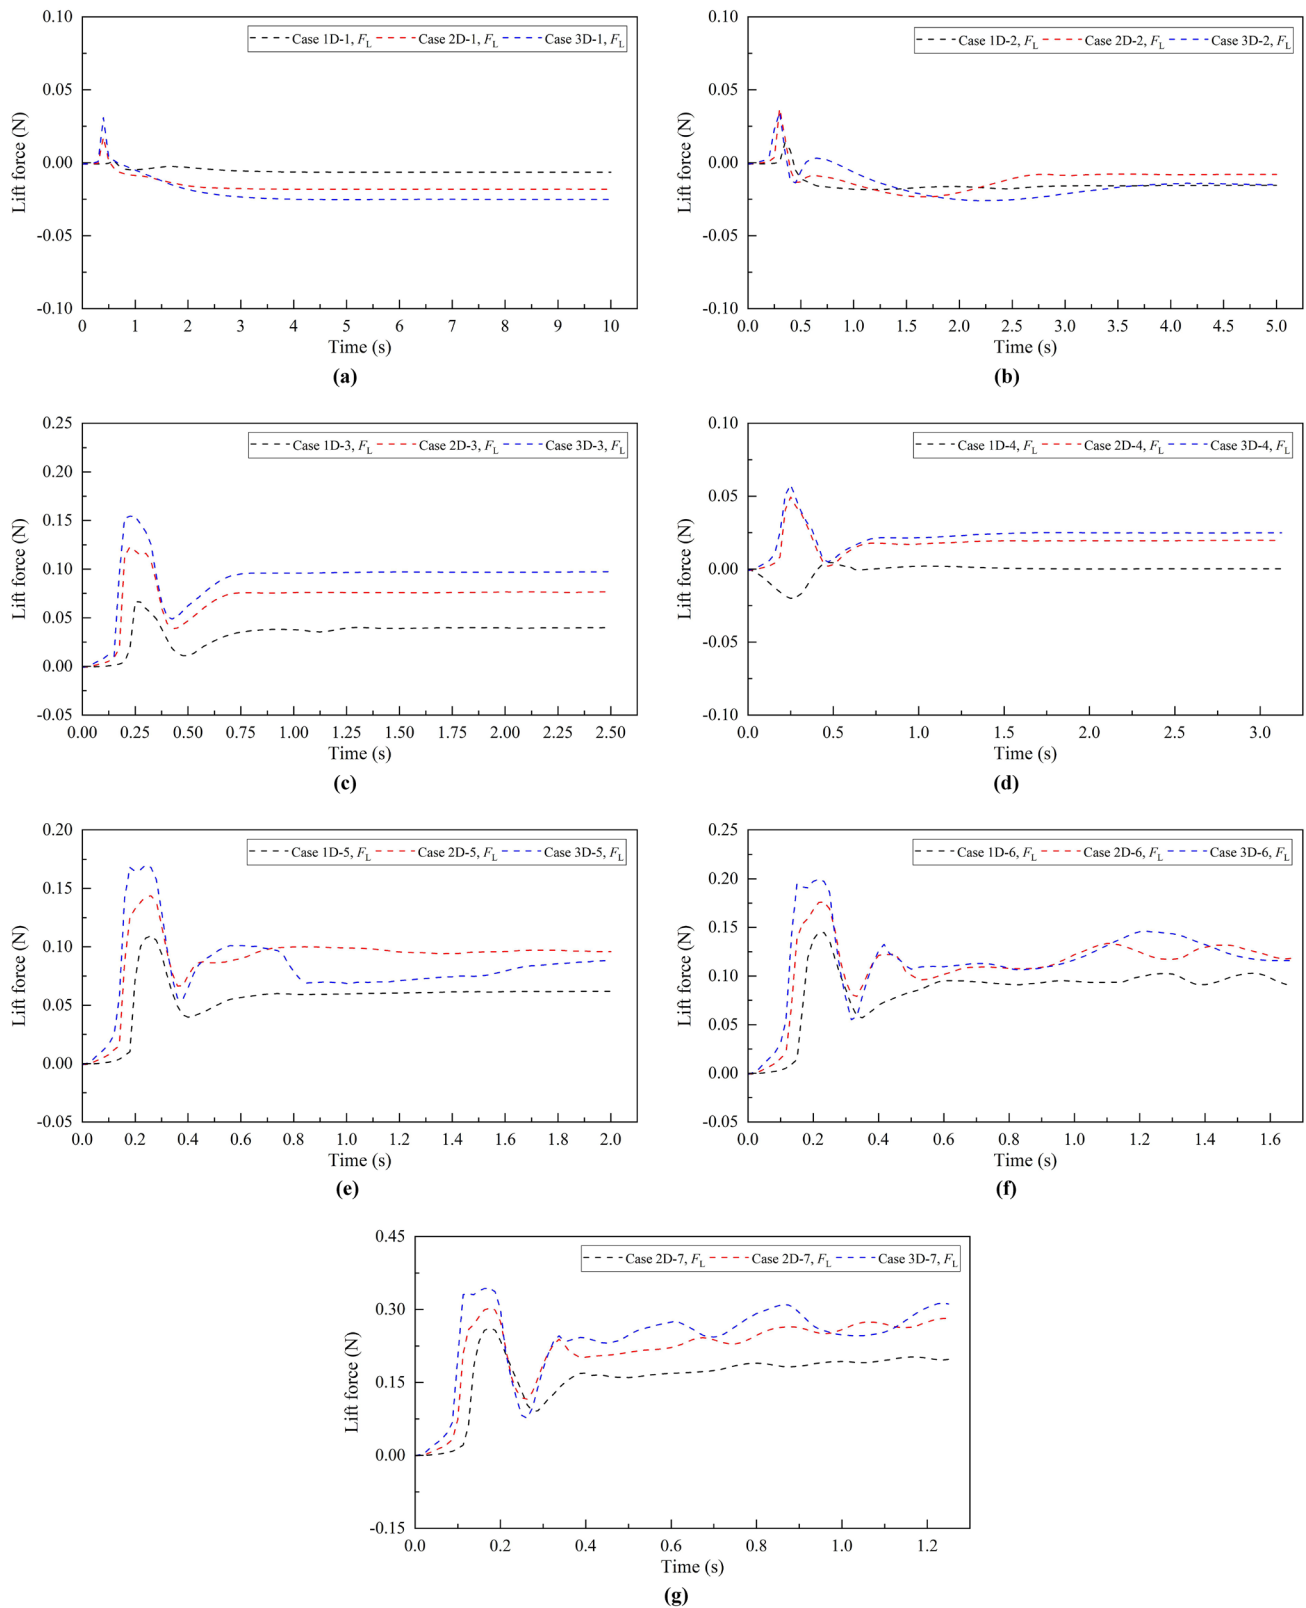 0.10
0.05
0.00
-0.05
-0.10
Lift force (N)
Case 1D-1, FL Case 2D-1, FL Case 3D-1, FL
0 1 2 3 4 5 6 7 8 9 10
Time (s)
(a)
0.10
0.05
0.00
-0.05
-0.10
Lift force (N)
Case 1D-2, FL Case 2D-2, FL Case 3D-2, FL
0.0 0.5 1.0 1.5 2.0 2.5 3.0 3.5 4.0 4.5 5.0
Time (s)
(b)
0.25
0.20
0.15
0.10
0.05
0.00
-0.05
Lift force (N)
Case 1D-3, FL Case 2D-3, FL Case 3D-3, FL
0.00 0.25 0.50 0.75 1.00 1.25 1.50 1.75 2.00 2.25 2.50
Time (s)
(c)
0.10
0.05
0.00
-0.05
-0.10
Lift force (N)
Case 1D-4, FL Case 2D-4, FL Case 3D-4, FL
0.0 0.5 1.0 1.5 2.0 2.5 3.0
Time (s)
(d)
0.20
0.15
0.10
0.05
0.00
-0.05
Lift force (N)
Case 1D-5, FL Case 2D-5, FL Case 3D-5, FL
0.0 0.2 0.4 0.6 0.8 1.0 1.2 1.4 1.6 1.8 2.0
Time (s)
(e)
0.25
0.20
0.15
0.10
0.05
0.00
-0.05
Lift force (N)
Case 1D-6, FL Case 2D-6, FL Case 3D-6, FL
0.0 0.2 0.4 0.6 0.8 1.0 1.2 1.4 1.6
Time (s)
(f)
0.45
0.30
0.15
0.00
-0.15
Lift force (N)
Case 2D-7, FL Case 2D-7, FL Case 3D-7, FL
0.0 0.2 0.4 0.6 0.8 1.0 1.2
Time (s)
(g)